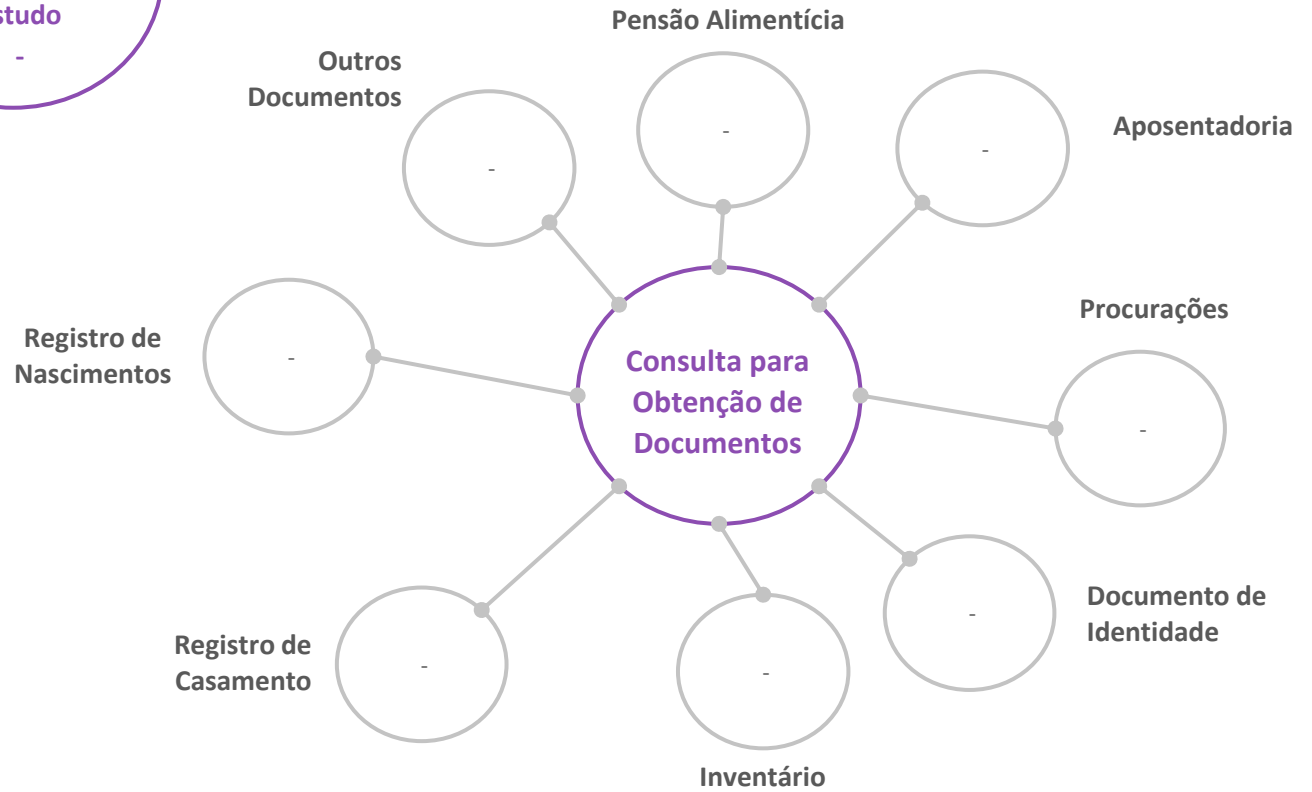 studo
-
Pensão Alimentícia
-
Outros
Documentos
-
Aposentadoria
-
Procurações
-
Registro de
Nascimentos
-
Consulta para
Obtenção de
Documentos
Documento de
Identidade
-
Registro de
Casamento
-
Inventário
-